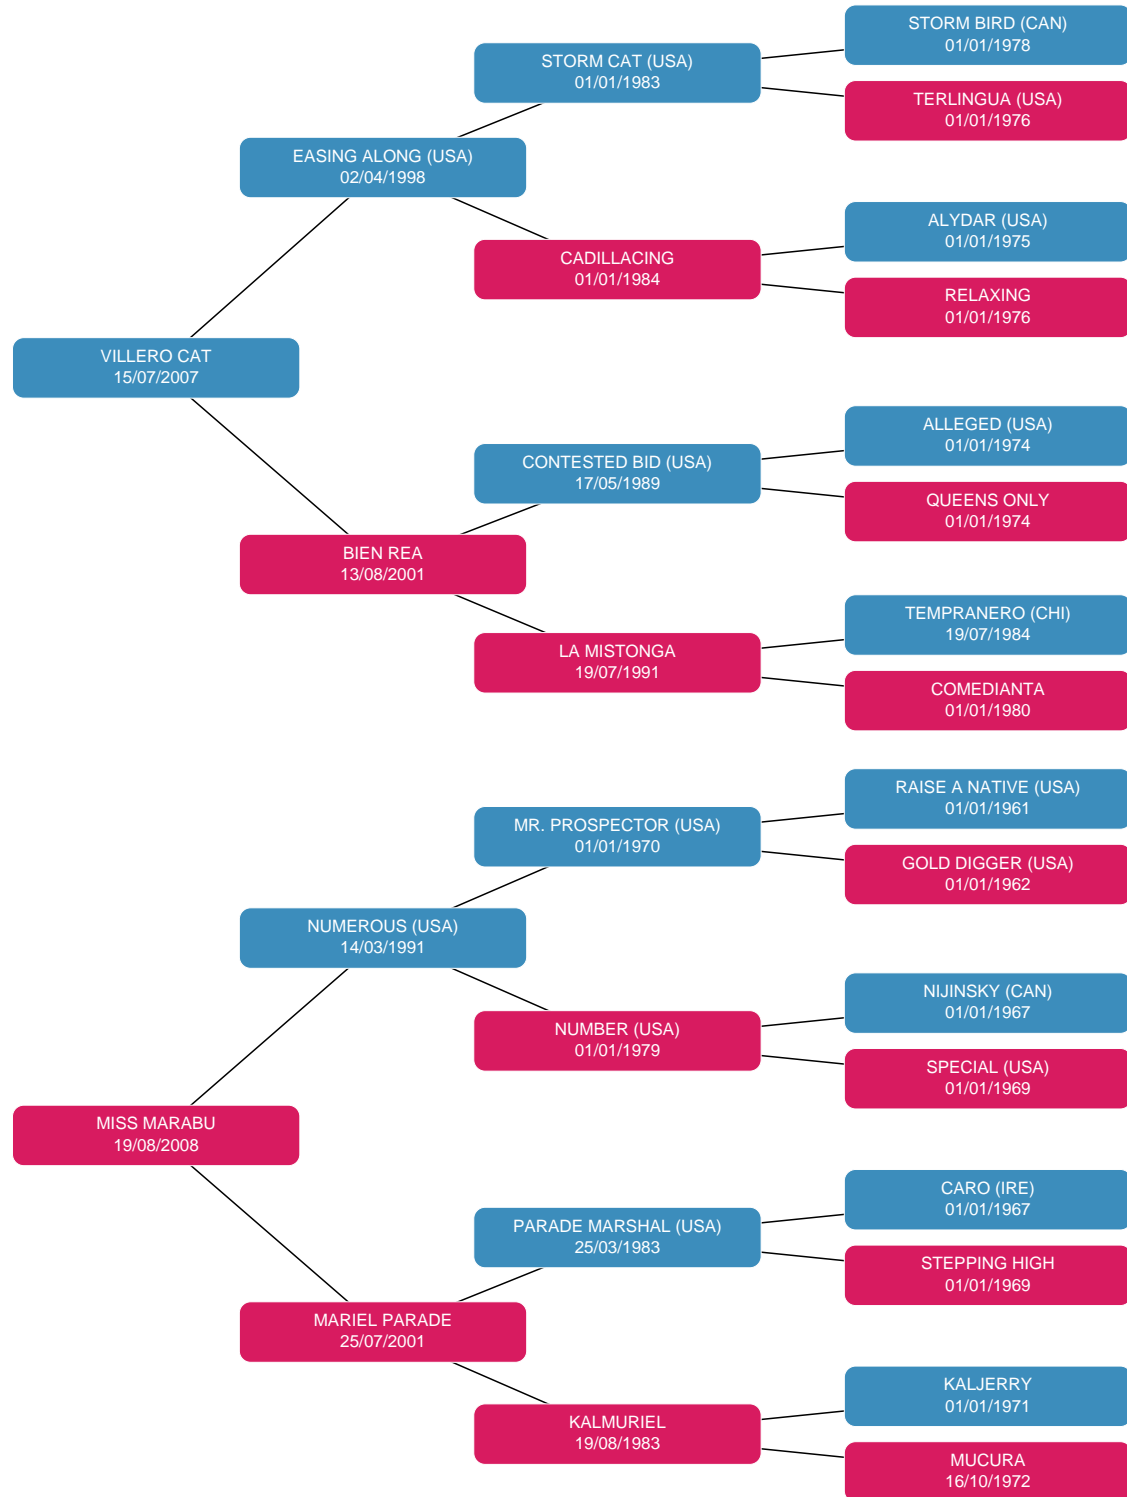 STORM BIRD (CAN)
01/01/1978
STORM CAT (USA)
01/01/1983
TERLINGUA (USA)
01/01/1976
EASING ALONG (USA)
02/04/1998
ALYDAR (USA)
01/01/1975
CADILLACING
01/01/1984
RELAXING
01/01/1976
VILLERO CAT
15/07/2007
ALLEGED (USA)
01/01/1974
CONTESTED BID (USA)
17/05/1989
QUEENS ONLY
01/01/1974
BIEN REA
13/08/2001
TEMPRANERO (CHI)
19/07/1984
LA MISTONGA
19/07/1991
COMEDIANTA
01/01/1980
RAISE A NATIVE (USA)
01/01/1961
MR. PROSPECTOR (USA)
01/01/1970
GOLD DIGGER (USA)
01/01/1962
NUMEROUS (USA)
14/03/1991
NIJINSKY (CAN)
01/01/1967
NUMBER (USA)
01/01/1979
SPECIAL (USA)
01/01/1969
MISS MARABU
19/08/2008
CARO (IRE)
01/01/1967
PARADE MARSHAL (USA)
25/03/1983
STEPPING HIGH
01/01/1969
MARIEL PARADE
25/07/2001
KALJERRY
01/01/1971
KALMURIEL
19/08/1983
MUCURA
16/10/1972